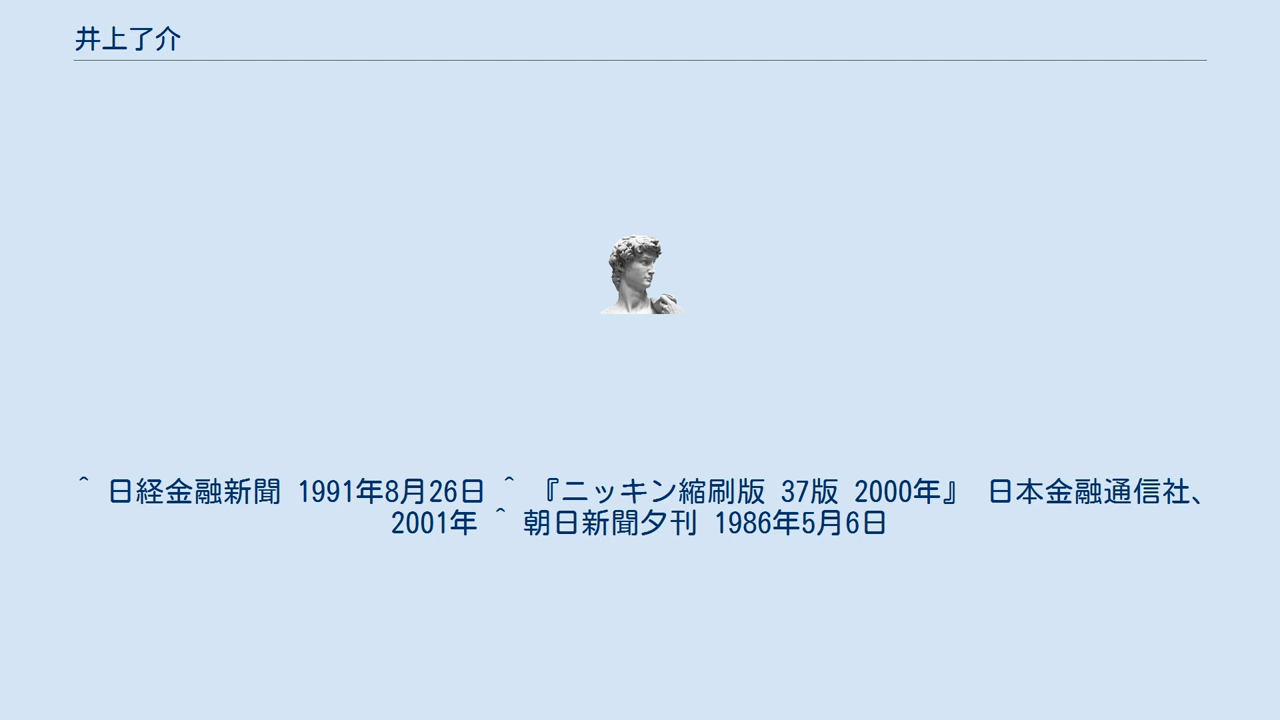 井上了介
^ 日経金融新聞 1991年8月26日 ^ 『ニッキン縮刷版 37版 2000年』 日本金融通信社、
2001年 ^ 朝日新聞夕刊 1986年5月6日